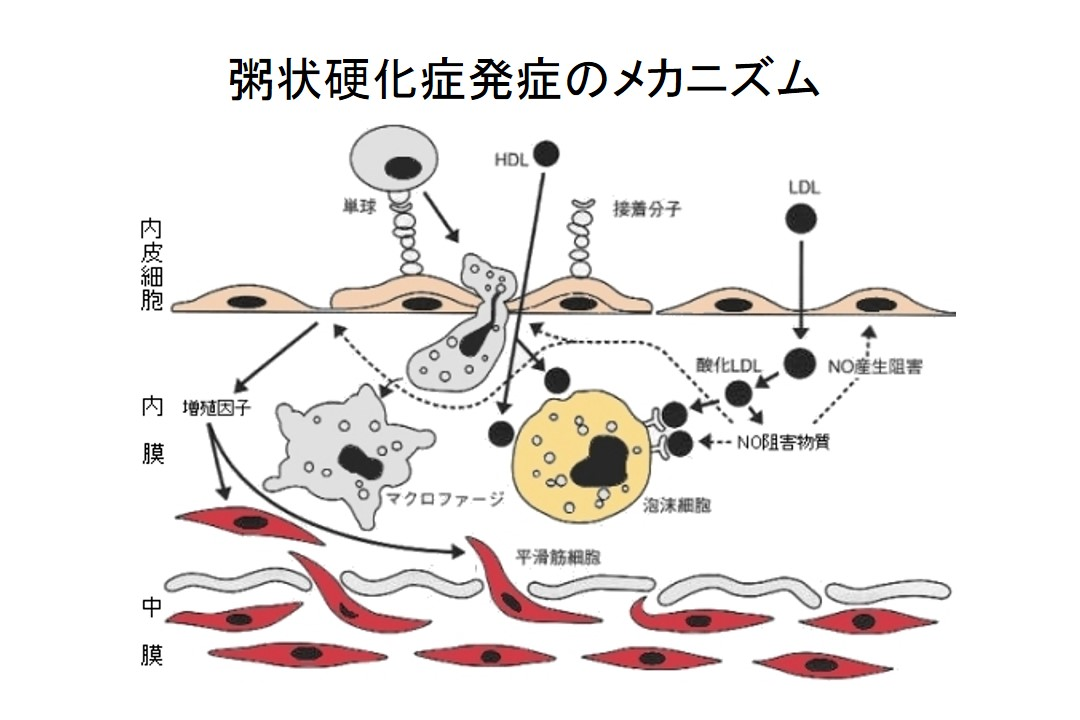 粥状硬化症発症のメカニズム
HDL
LDL
単球
接着分子
内皮細胞
酸化LDL
NO産生阻害
内膜
増殖因子
NO阻害物質
マクロファージ
泡沫細胞
平滑筋細胞
中膜